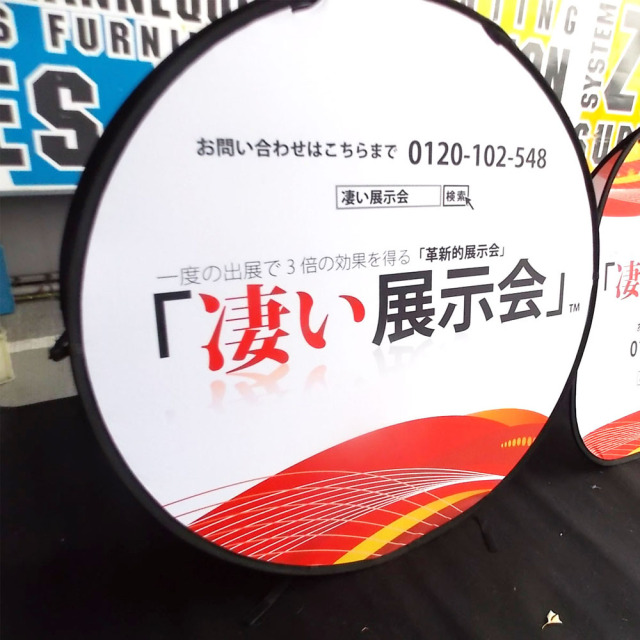 S FURNI
ES
SYSTEM
お問い合わせはこちらまで 0120-102-548
凄い展示会 検索
一度の出展で3倍の効果を得る「革新的展示会」
「凄い展示会」™
「凄